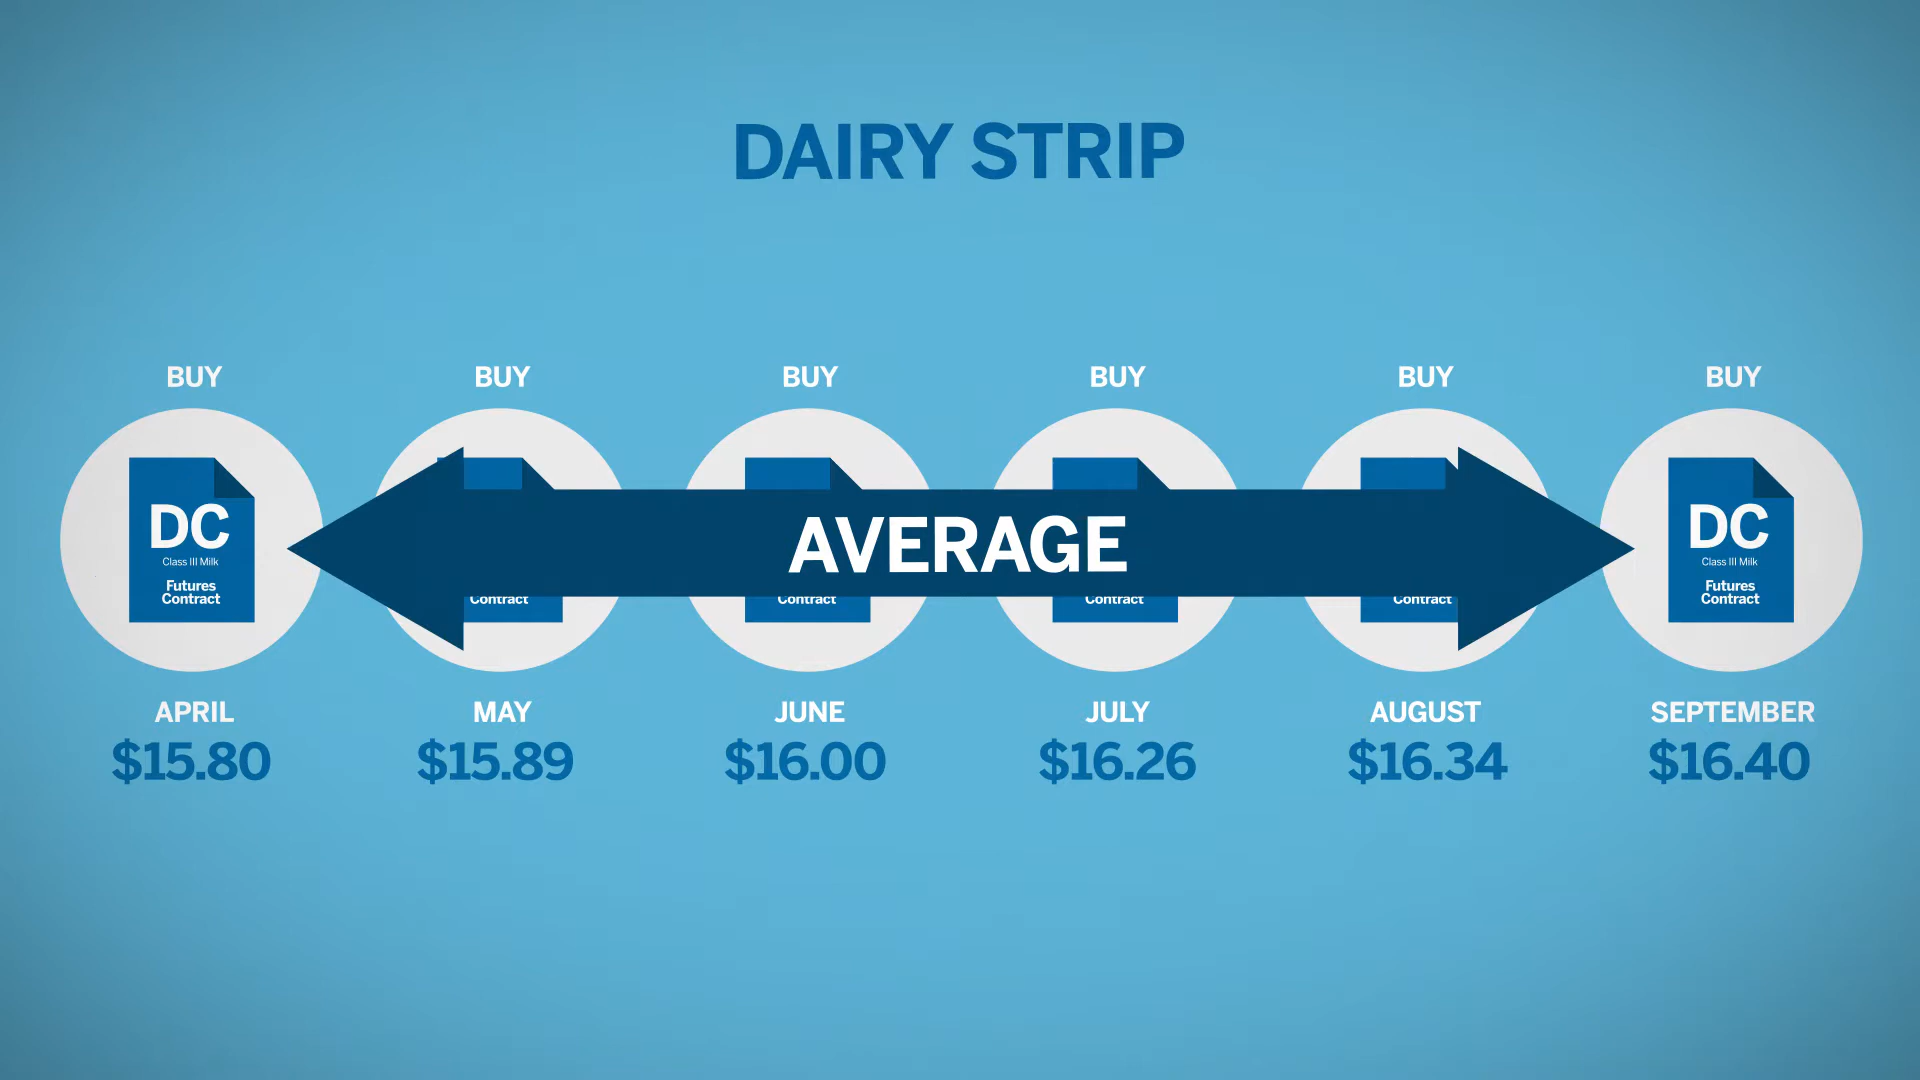 DAIRY STRIP
BUY BUY BUY BUY BUY BUY
DC
Class III Milk
Futures
Contract
Contract
Contract
AVERAGE
Contract
Contract
DC
Class III Milk
Futures
Contract
APRIL MAY JUNE JULY AUGUST SEPTEMBER
$15.80 $15.89 $16.00 $16.26 $16.34 $16.40